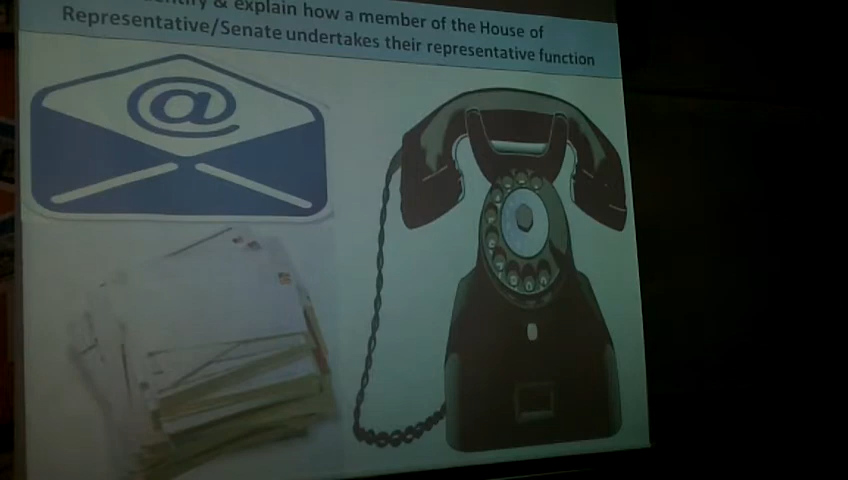 & explain how a member of the House of
Representative/Senate undertakes their representative function
@